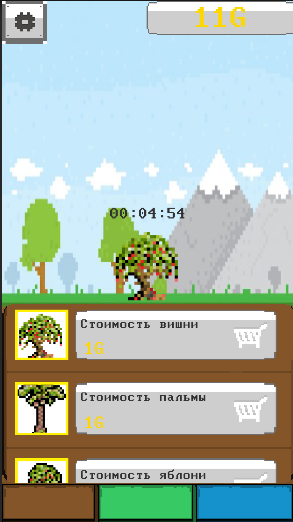 11G
00:04:54
Стоимость вишни
1G
Стоимость пальмы
1G
Стоимость яблони